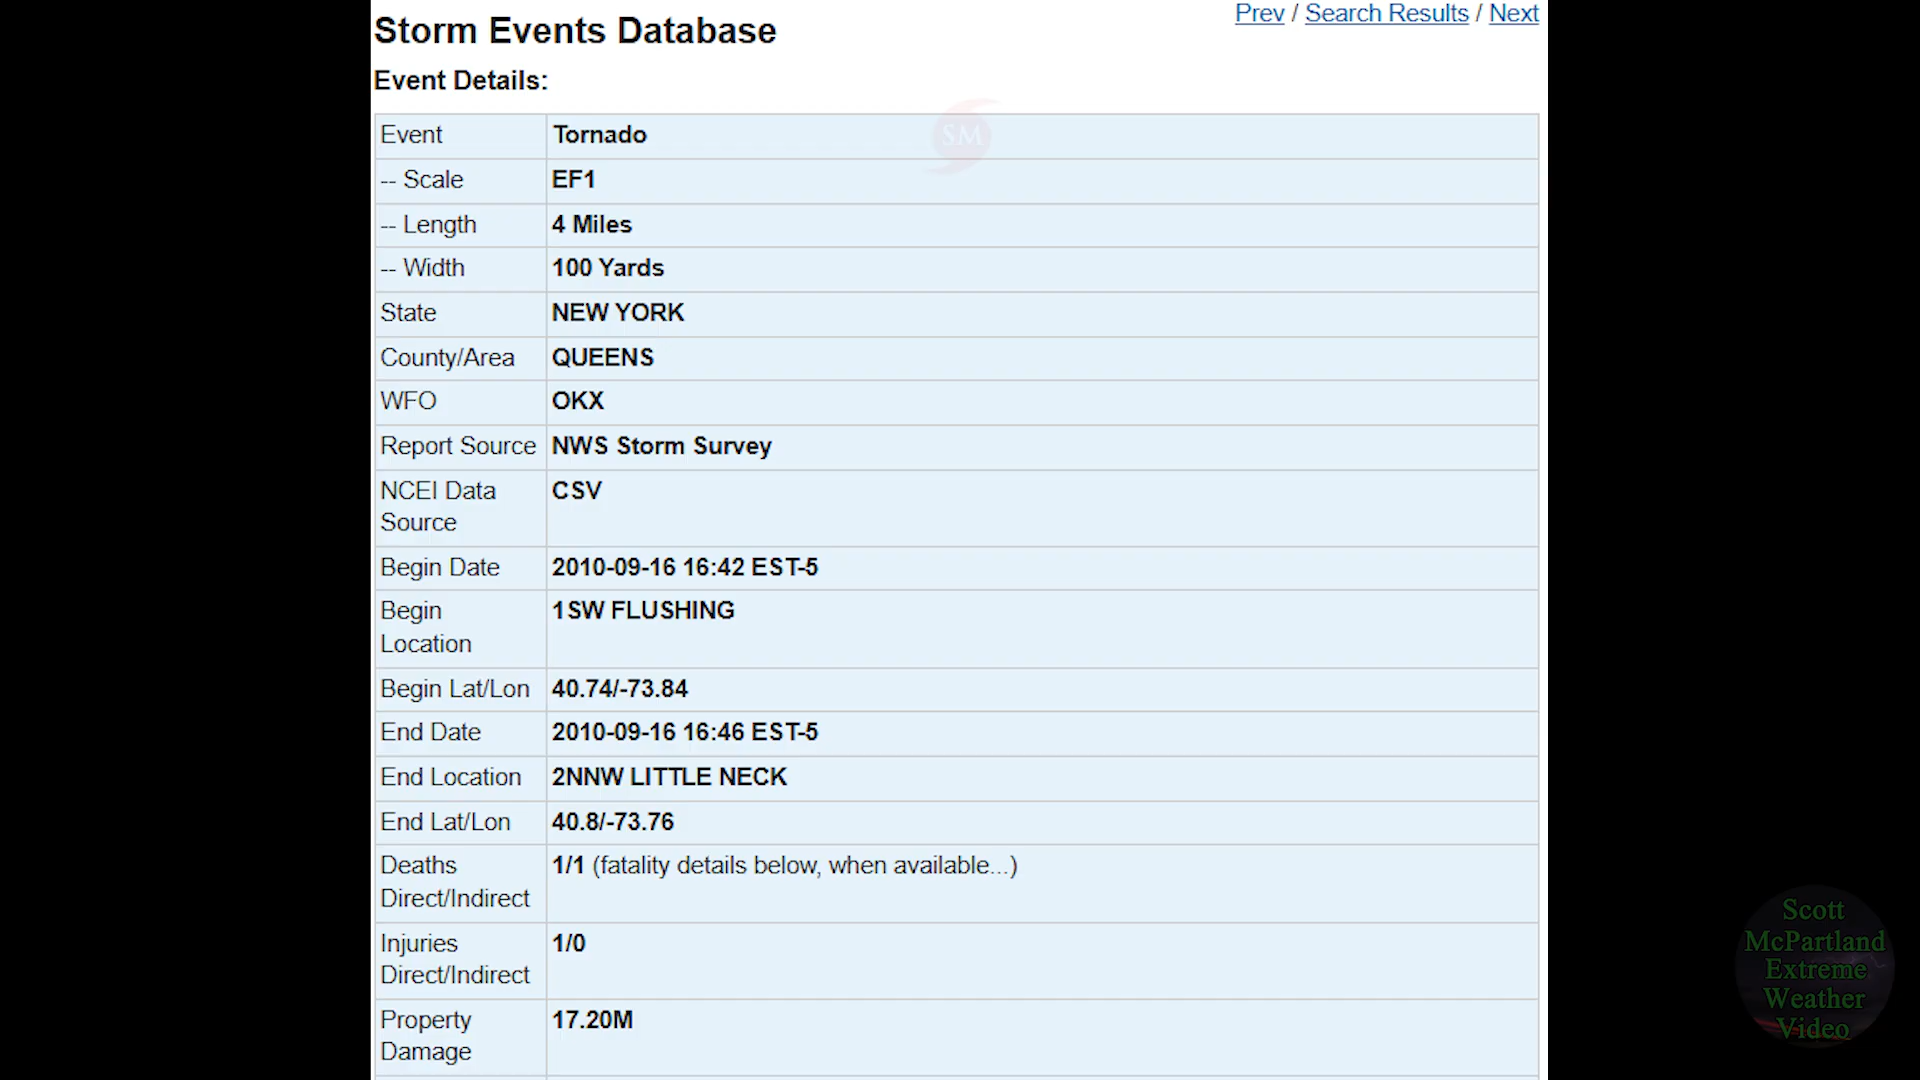 Storm Events Database
Prev / Search Results / Next
Event Details:
Event Tornado
-- Scale EF1
-- Length 4 Miles
-- Width 100 Yards
State NEW YORK
County/Area QUEENS
WFO OKX
Report Source NWS Storm Survey
NCEI Data
Source
CSV
Begin Date 2010-09-16 16:42 EST-5
Begin
Location
1SW FLUSHING
Begin Lat/Lon 40.74/-73.84
End Date 2010-09-16 16:46 EST-5
End Location 2NNW LITTLE NECK
End Lat/Lon 40.8/-73.76
Deaths
Direct/Indirect
1/1 (fatality details below, when available...)
Injuries
Direct/Indirect
1/0
Property
Damage
17.20M
SM
Scott
McPartland
Extreme
Weather
Video